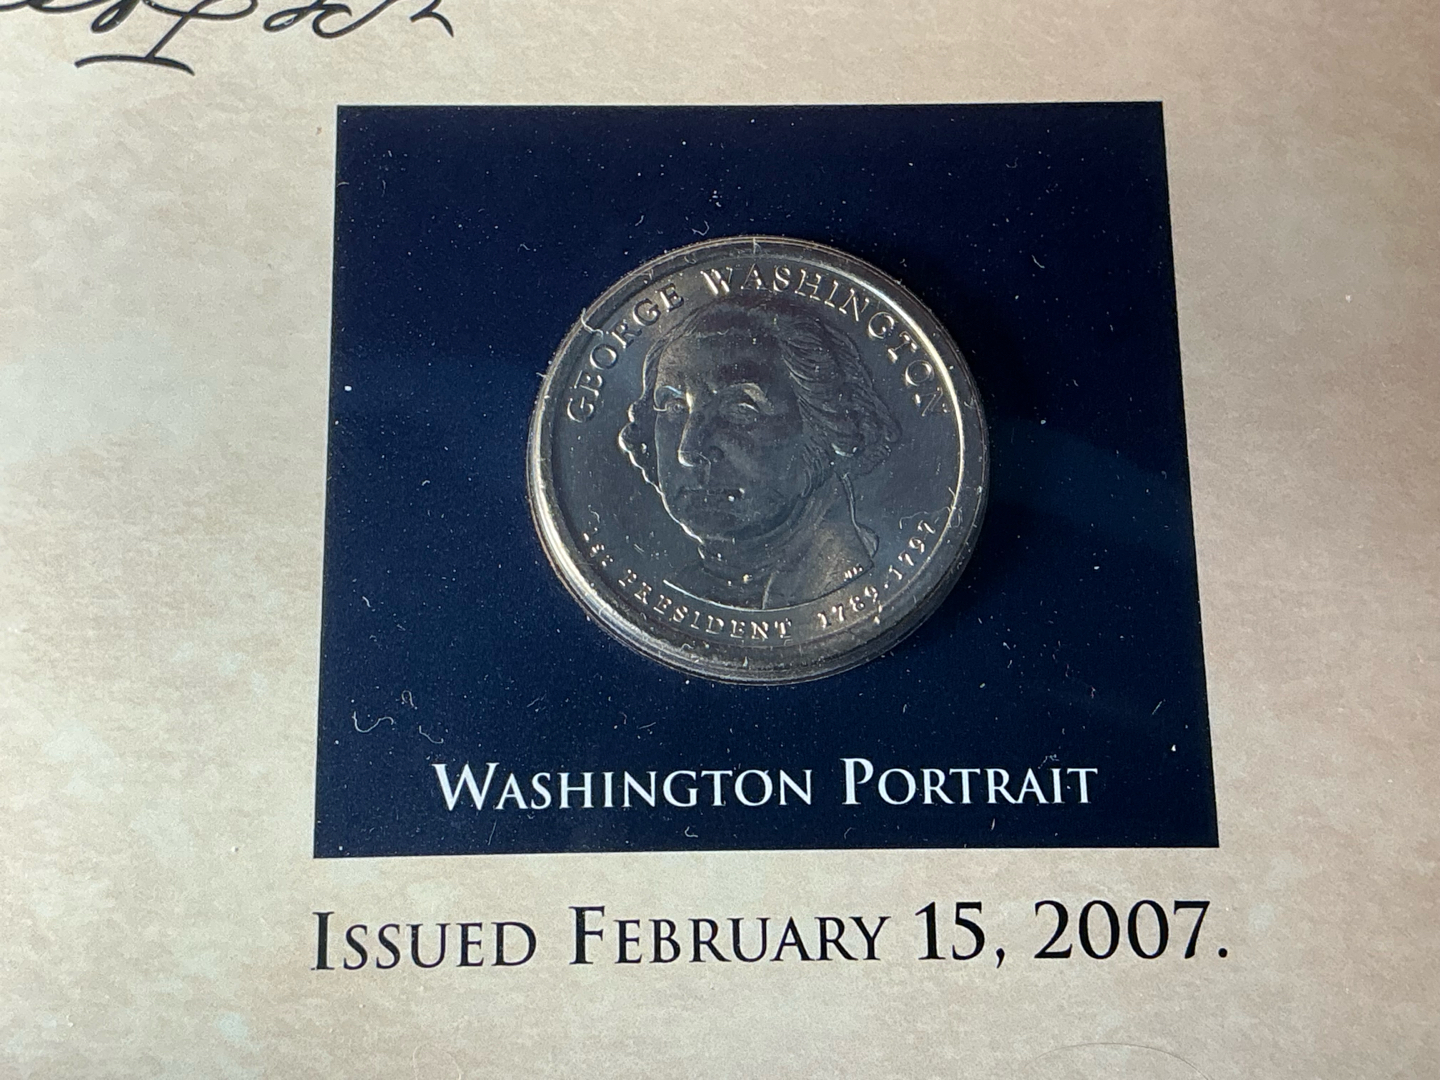 GEORGE WASHINGTON
1st PRESIDENT 1789-1797
WASHINGTON PORTRAIT
ISSUED FEBRUARY 15, 2007.